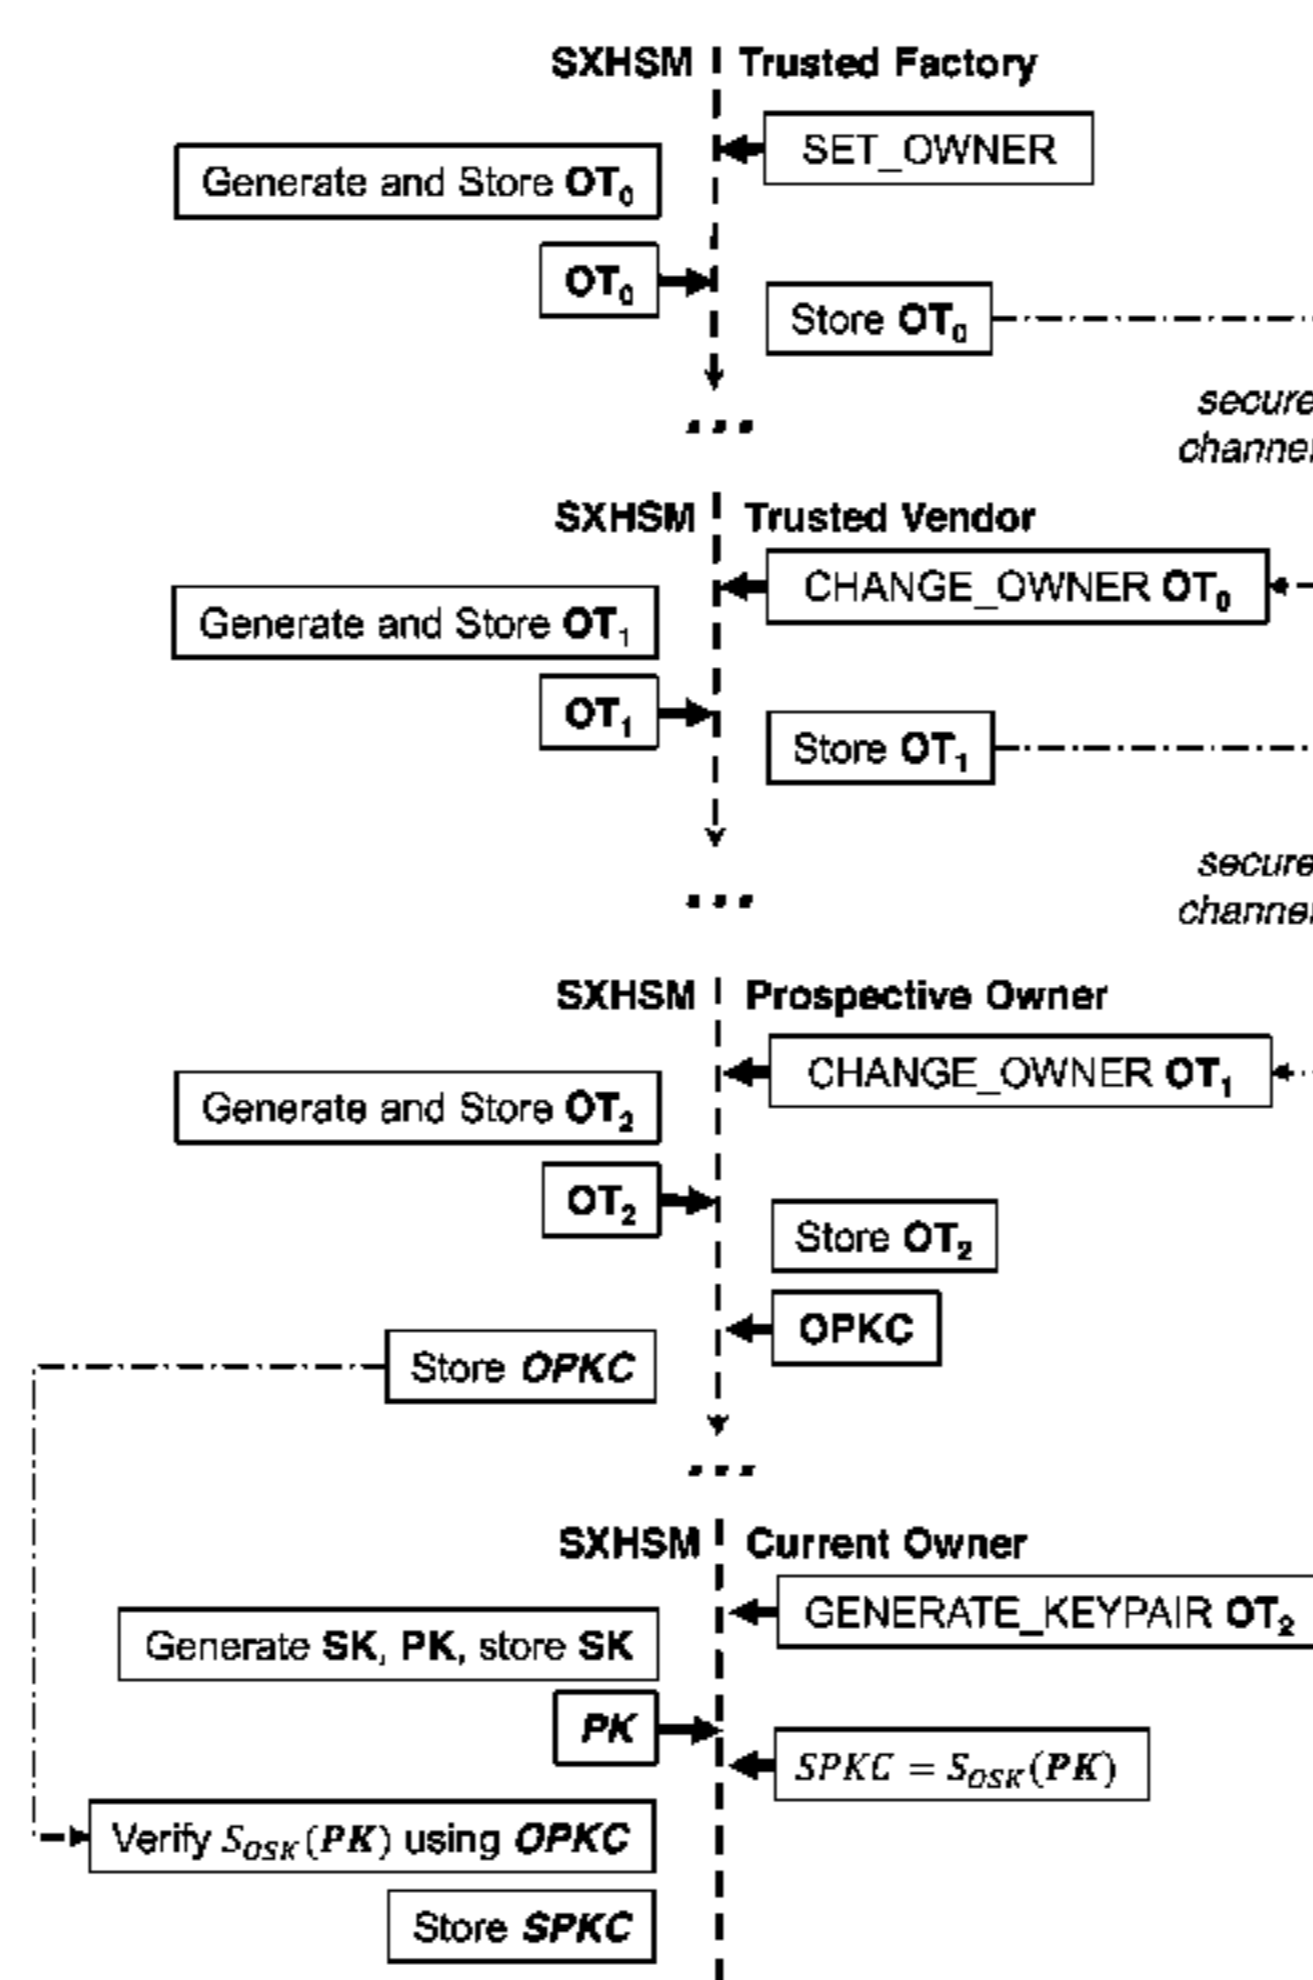 SXHSM Trusted Factory
SET_OWNER
Generate and Store OT₀
OT₀
Store OT₀
secure
channel
SXHSM Trusted Vendor
CHANGE_OWNER OT₀
Generate and Store OT₁
OT₁
Store OT₁
secure
channel
SXHSM Prospective Owner
CHANGE_OWNER OT₁
Generate and Store OT₂
OT₂
Store OT₂
OPKC
Store OPKC
SXHSM Current Owner
GENERATE_KEYPAIR OT₂
Generate SK, PK, store SK
PK
SPKC = S_OSK(PK)
Verify S_OSK(PK) using OPKC
Store SPKC